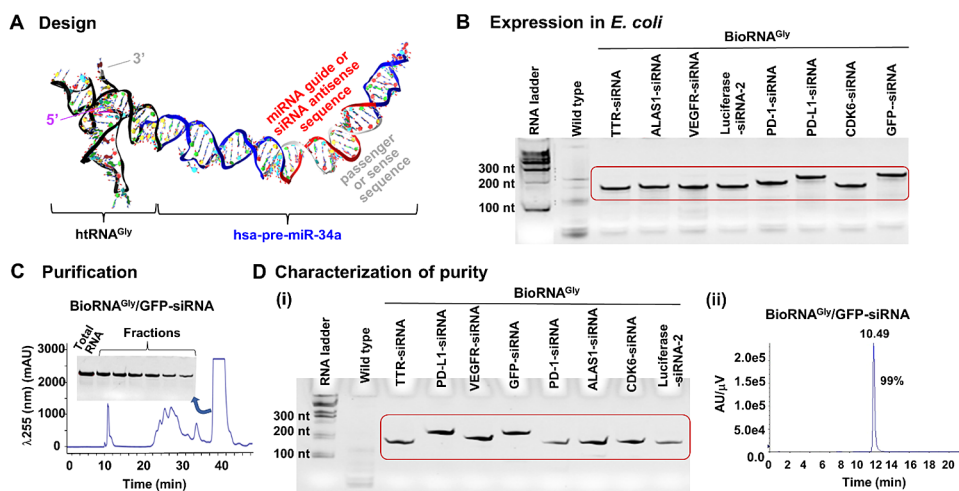 A Design
3’
5’
miRNA guide or
siRNA antisense
sequence
passenger
or sense
sequence
htRNAGly
hsa-pre-miR-34a
B Expression in E. coli
BioRNAGly
RNA ladder
Wild type
TTR-siRNA
ALAS1-siRNA
VEGFR-siRNA
Luciferase
-siRNA-2
PD-1-siRNA
PD-L1-siRNA
CDK6-siRNA
GFP--siRNA
300 nt
200 nt
100 nt
C Purification
BioRNAGly/GFP-siRNA
Total
RNA
Fractions
λ255 (nm) (mAU)
3000
2000
1000
0
0 10 20 30 40
Time (min)
D Characterization of purity
(i)
BioRNAGly
RNA ladder
Wild type
TTR-siRNA
PD-L1-siRNA
VEGFR-siRNA
GFP-siRNA
PD-1-siRNA
ALAS1-siRNA
CDK6-siRNA
Luciferase
-siRNA-2
300 nt
200 nt
100 nt
(ii)
BioRNAGly/GFP-siRNA
10.49
99%
AU/μV
2.0e5
1.5e5
1.0e5
5.0e4
0.0
0 2 4 6 8 10 12 14 16 18 20
Time (min)